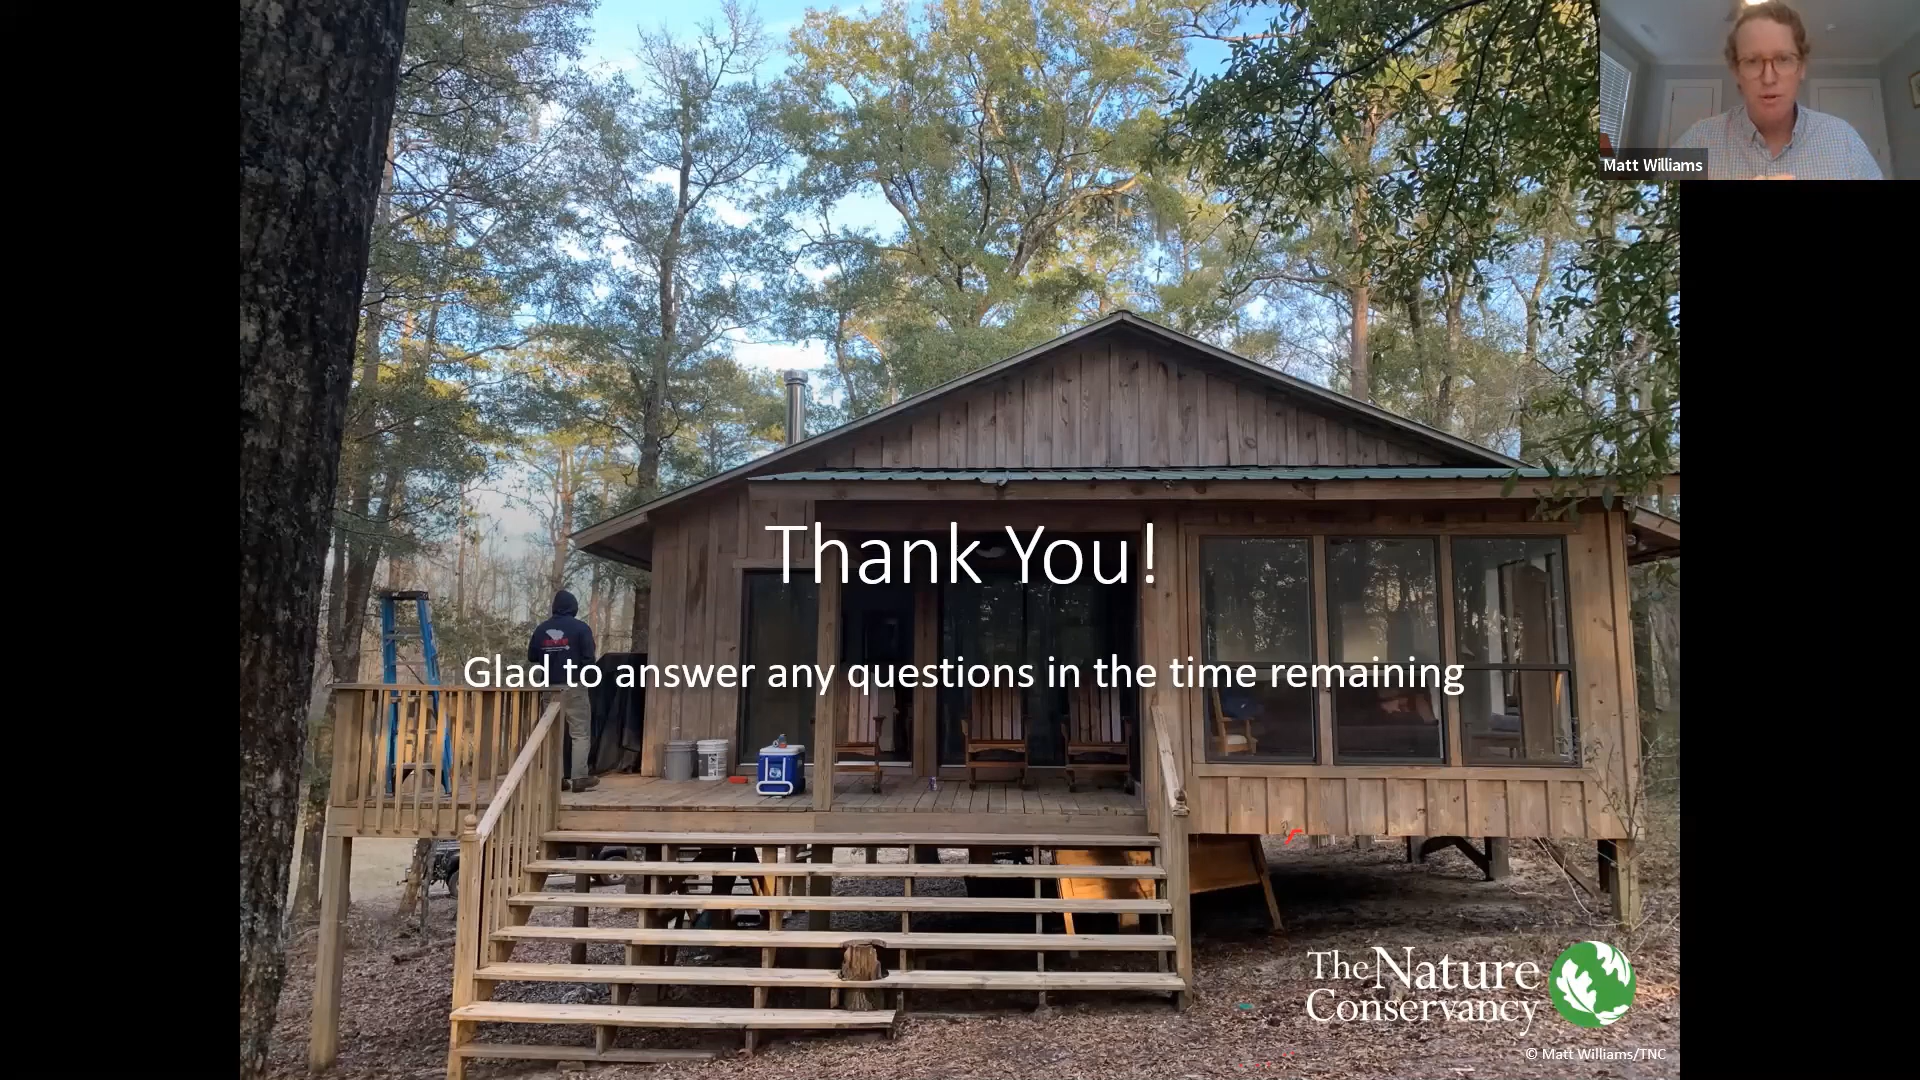 Matt Williams
Thank You!
Glad to answer any questions in the time remaining
The Nature
Conservancy
© Matt Williams/TNC